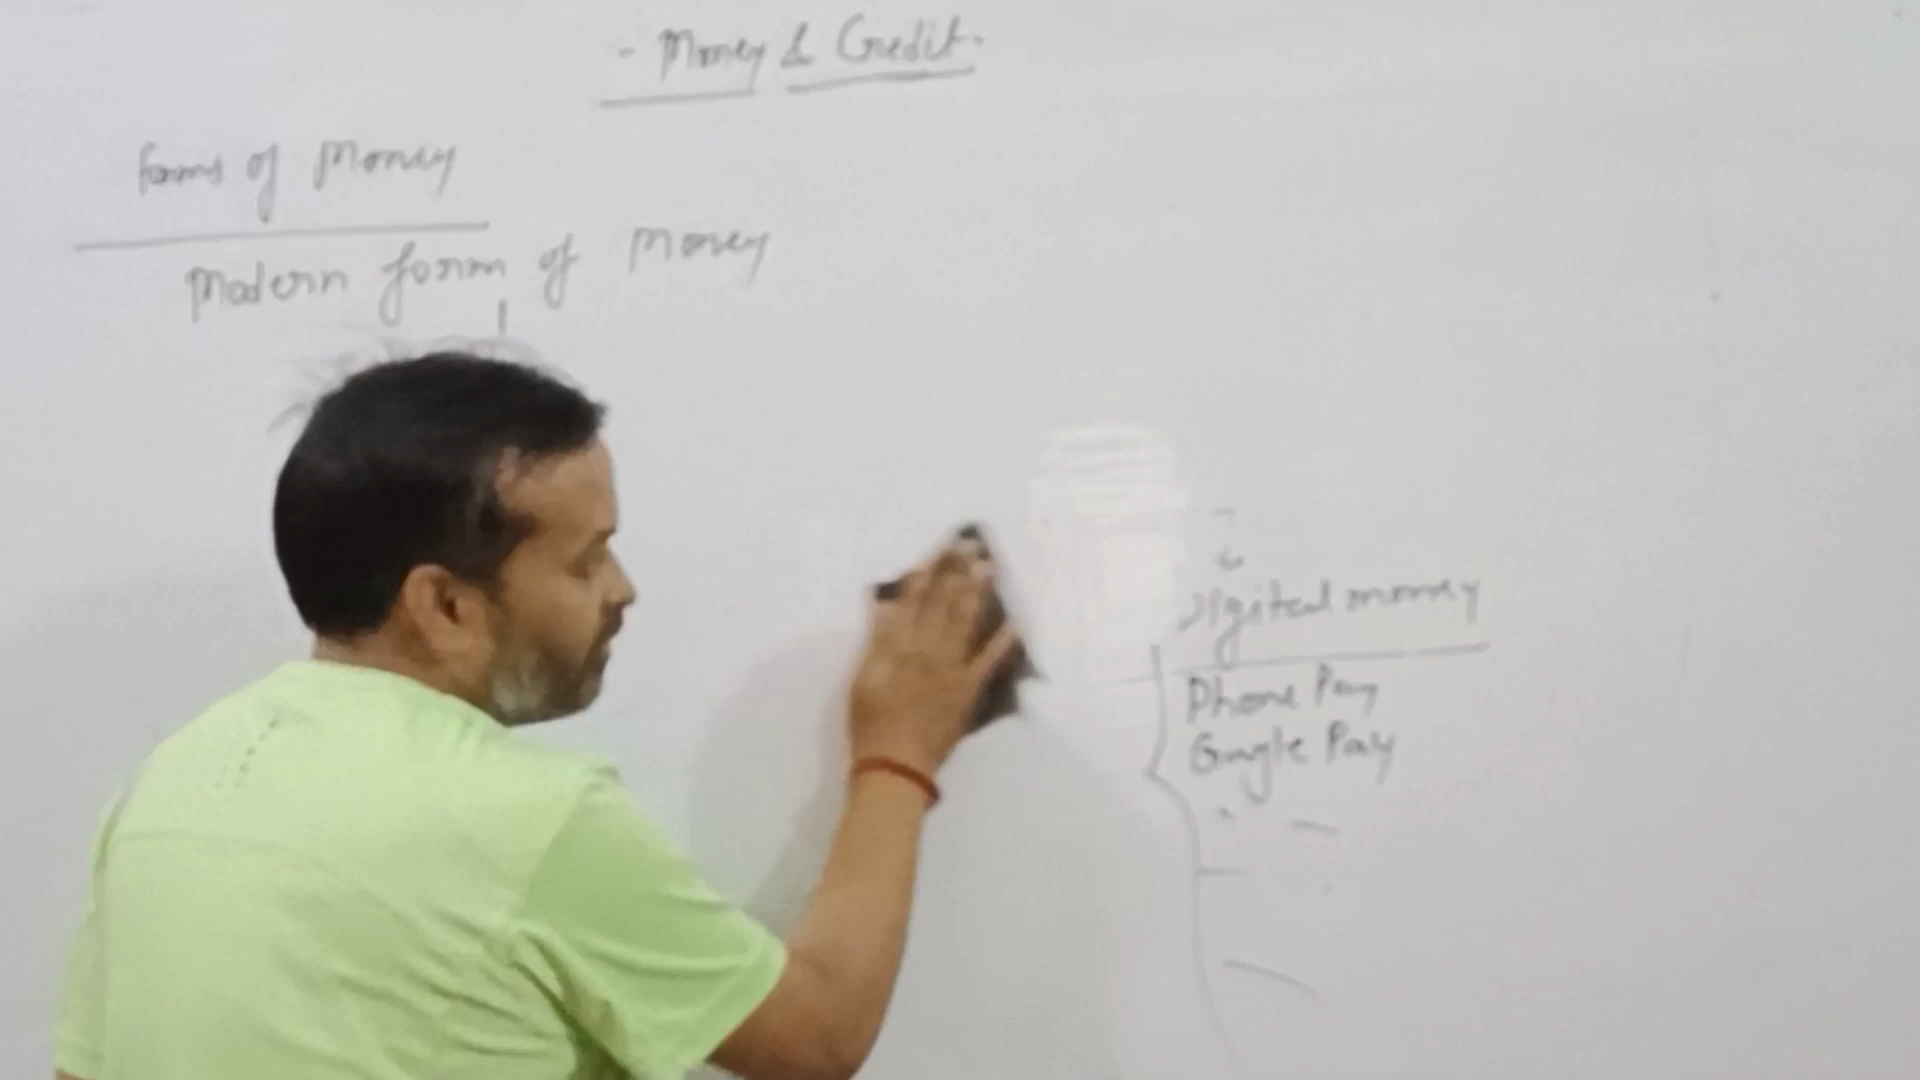 - Money & Credit.
Forms of Money
Modern form of Money
Digital money
Phone Pay
Google Pay